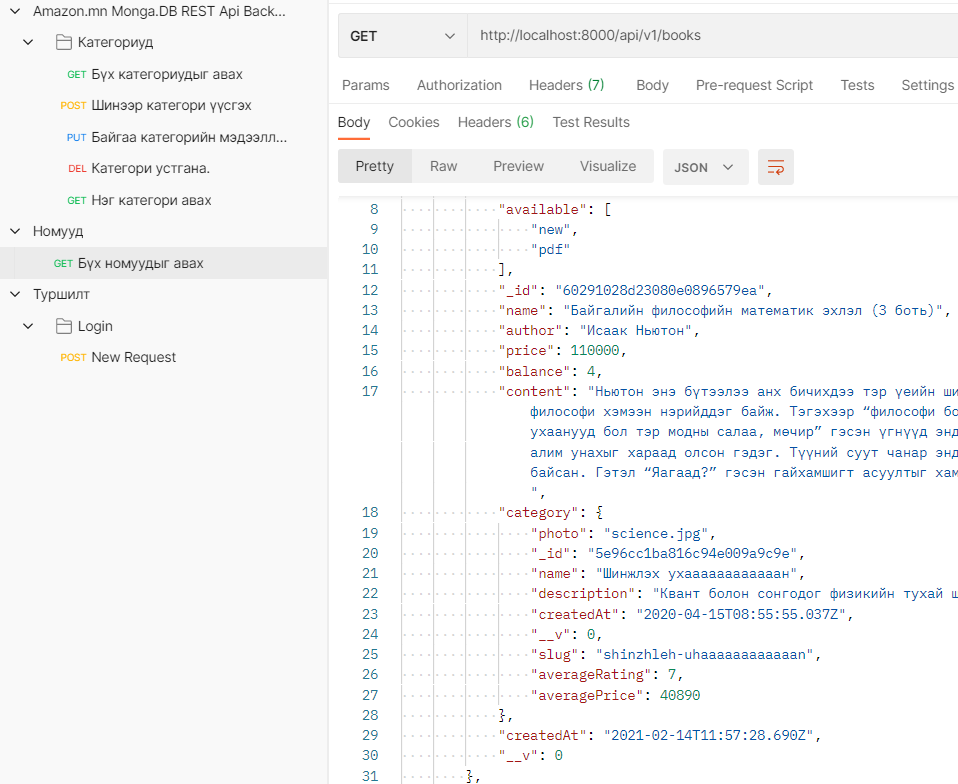 Amazon.mn Monga.DB REST Api Back...
Категориуд
GET Бүх категориудыг авах
POST Шинээр категори үүсгэх
PUT Байгаа категорийн мэдээлл...
DEL Категори устгана.
GET Нэг категори авах
Номууд
GET Бүх номуудыг авах
Туршилт
Login
POST New Request
GET http://localhost:8000/api/v1/books
Params Authorization Headers (7) Body Pre-request Script Tests Settings
Body Cookies Headers (6) Test Results
Pretty Raw Preview Visualize JSON
8 "available": [
9 "new",
10 "pdf"
11 ],
12 "_id": "60291028d23080e0896579ea",
13 "name": "Байгалийн философийн математик эхлэл (3 боть)",
14 "author": "Исаак Ньютон",
15 "price": 110000,
16 "balance": 4,
17 "content": "Ньютон энэ бүтээлээ анх бичихдээ тэр үеийн ши
философи хэмээн нэрийддэг байж. Тэгэхээр “философи бо
ухаанууд бол тэр модны салаа, мөчир” гэсэн үгнүүд энд
алим унахыг хараад олсон гэдэг. Түүний суут чанар энд
байсан. Гэтэл “Яагаад?” гэсэн гайхамшигт асуултыг хам
",
18 "category": {
19 "photo": "science.jpg",
20 "_id": "5e96cc1ba816c94e009a9c9e",
21 "name": "Шинжлэх ухаааааааааааан",
22 "description": "Квант болон сонгодог физикийн тухай ш
23 "createdAt": "2020-04-15T08:55:55.037Z",
24 "__v": 0,
25 "slug": "shinzhleh-uhaaaaaaaaaaaan",
26 "averageRating": 7,
27 "averagePrice": 40890
28 },
29 "createdAt": "2021-02-14T11:57:28.690Z",
30 "__v": 0
31 },